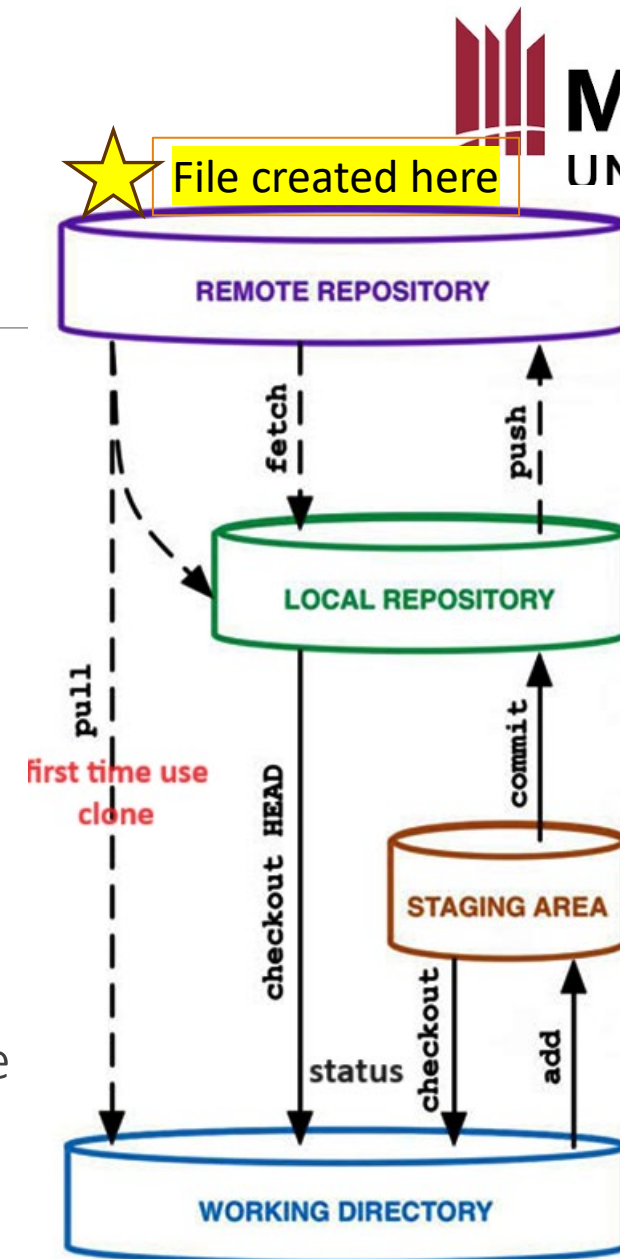 M
UN
File created here
REMOTE REPOSITORY
fetch
push
LOCAL REPOSITORY
pull
first time use
clone
checkout HEAD
commit
STAGING AREA
status
checkout
add
e
WORKING DIRECTORY